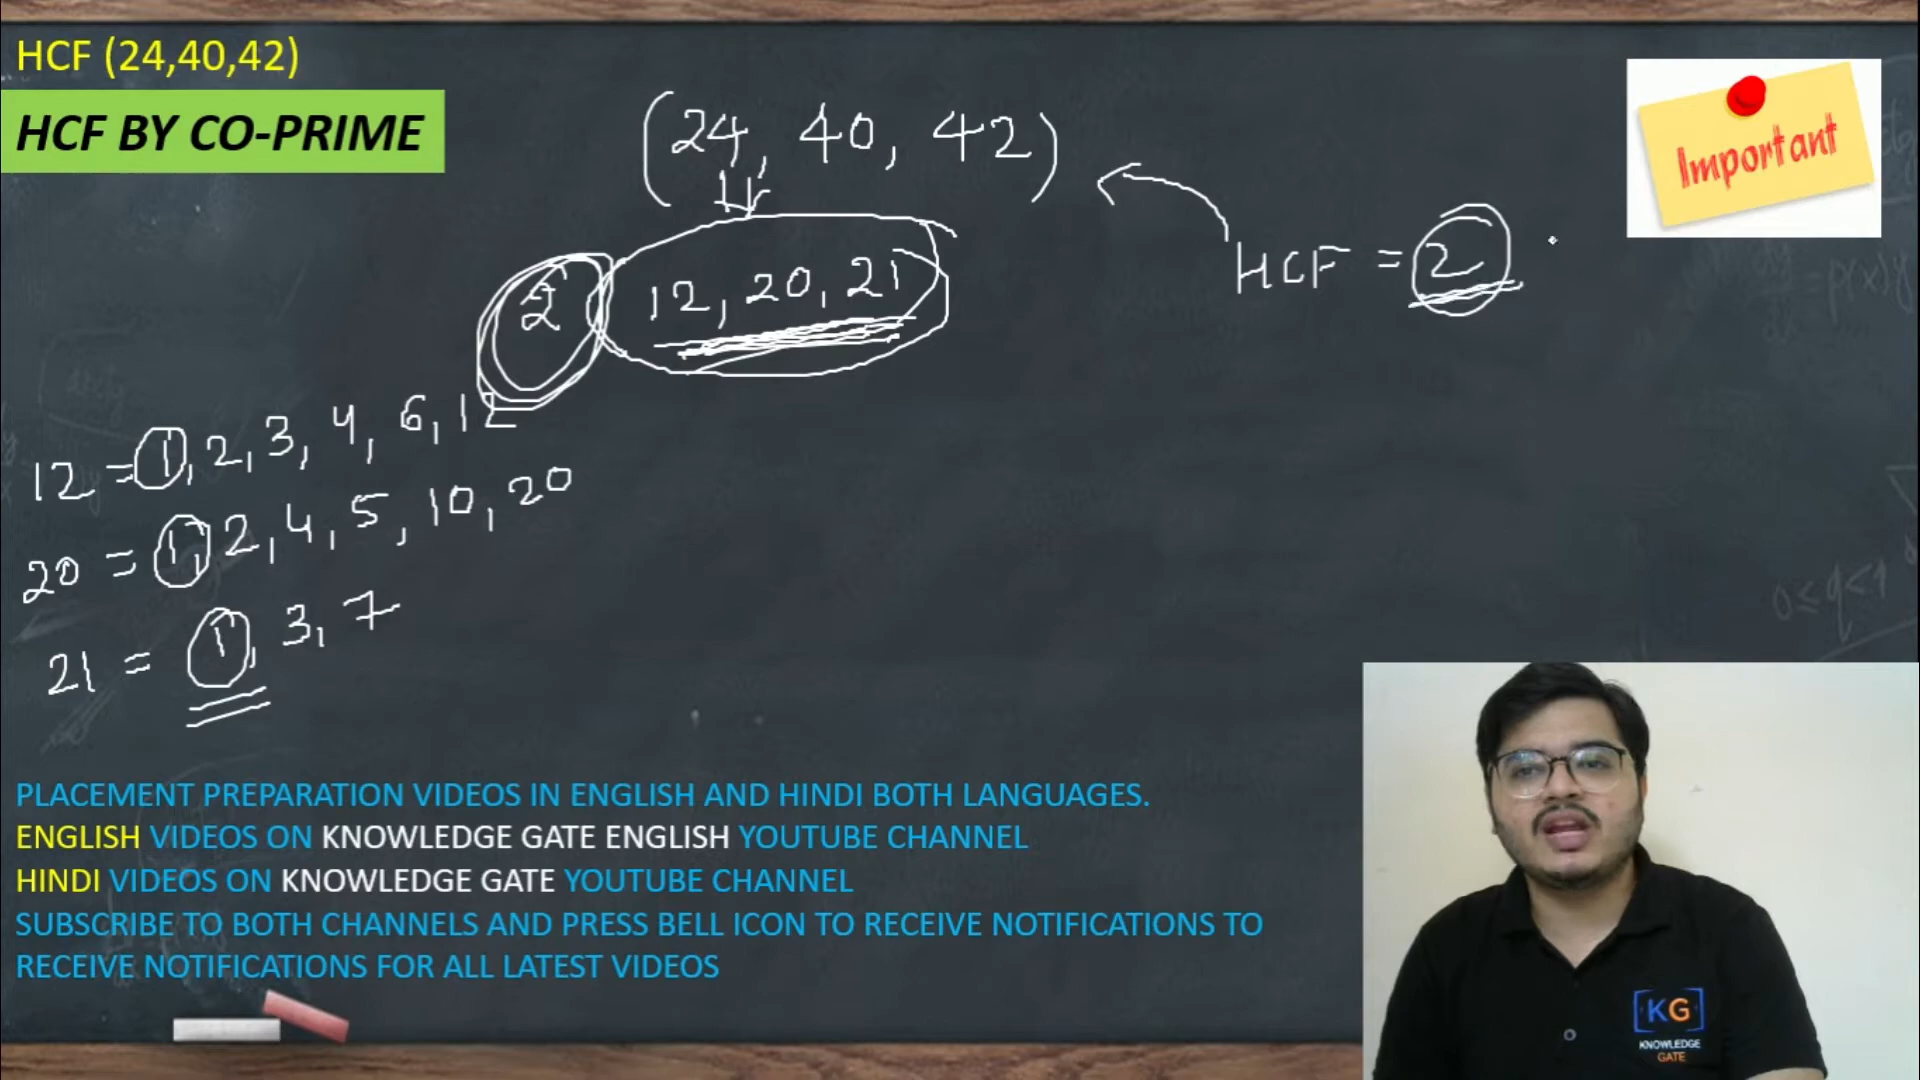 HCF (24,40,42)
HCF BY CO-PRIME
(24, 40, 42)
Important
HCF = 2
2 12, 20, 21
12 = 1, 2, 3, 4, 6, 12
20 = 1, 2, 4, 5, 10, 20
21 = 1, 3, 7
0≤q<1
PLACEMENT PREPARATION VIDEOS IN ENGLISH AND HINDI BOTH LANGUAGES.
ENGLISH VIDEOS ON KNOWLEDGE GATE ENGLISH YOUTUBE CHANNEL
HINDI VIDEOS ON KNOWLEDGE GATE YOUTUBE CHANNEL
SUBSCRIBE TO BOTH CHANNELS AND PRESS BELL ICON TO RECEIVE NOTIFICATIONS TO
RECEIVE NOTIFICATIONS FOR ALL LATEST VIDEOS
KG
KNOWLEDGE
GATE